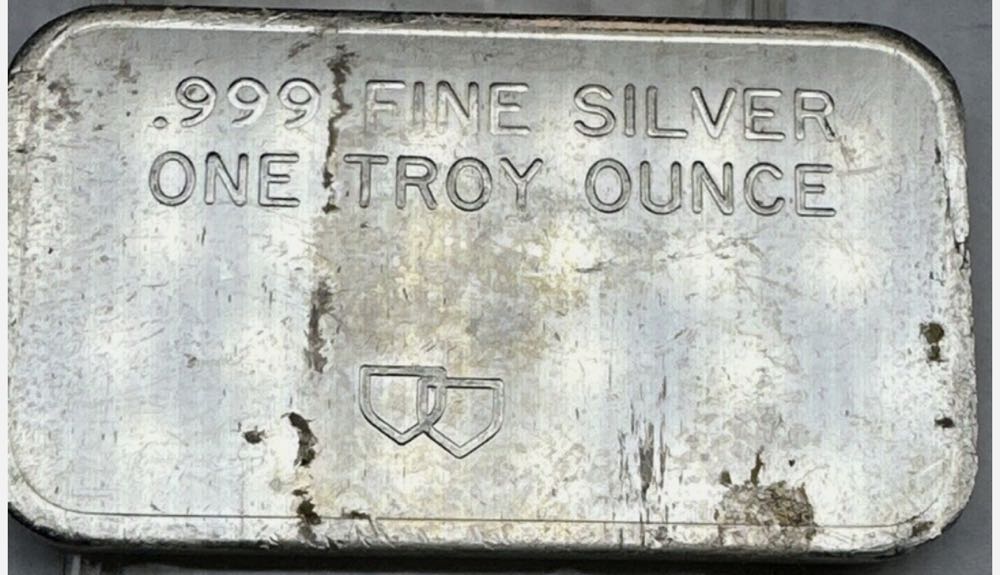 .999 FINE SILVER
ONE TROY OUNCE